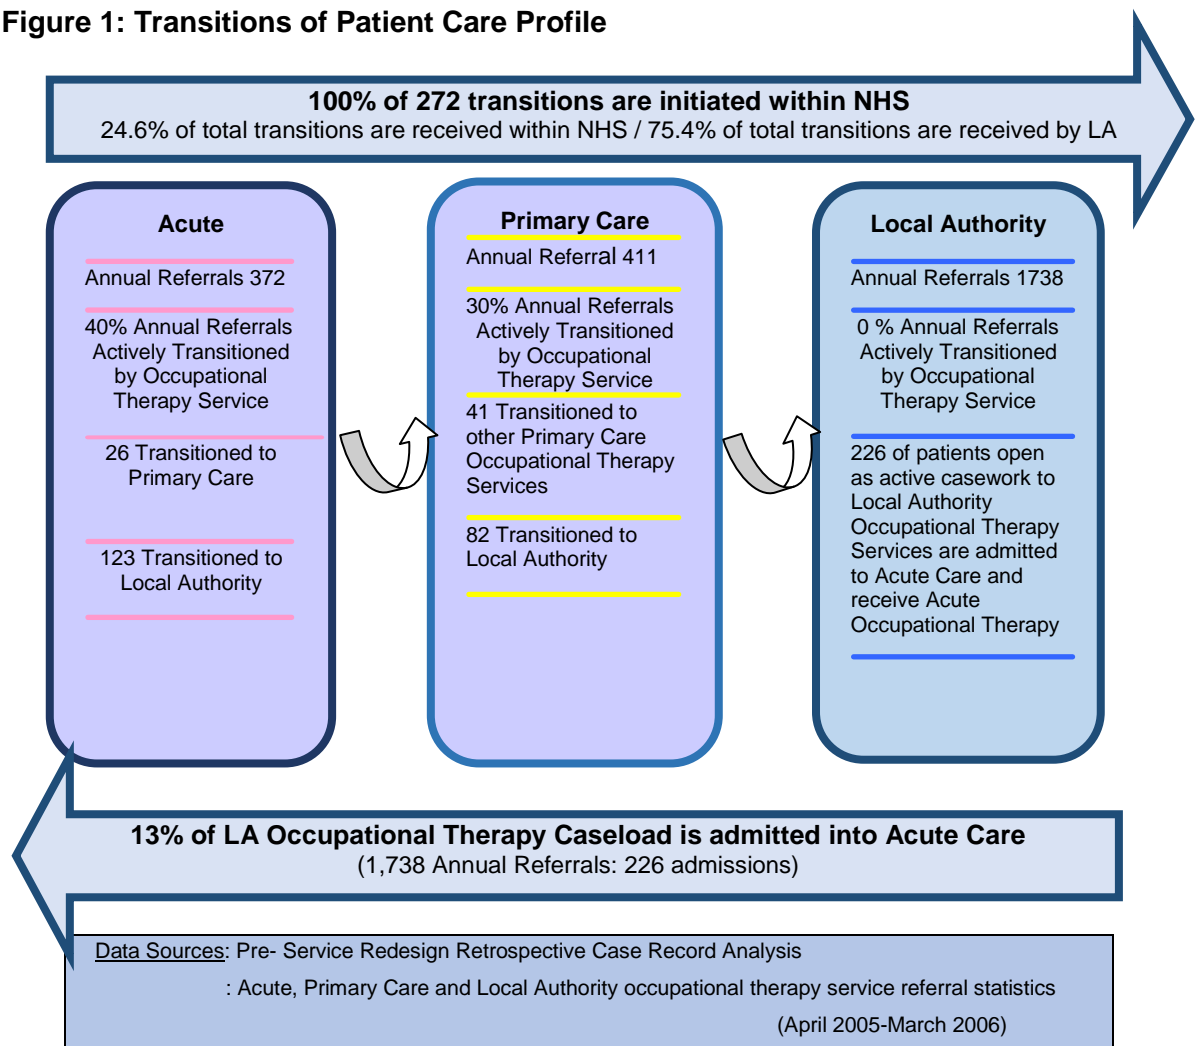 Figure 1: Transitions of Patient Care Profile
100% of 272 transitions are initiated within NHS
24.6% of total transitions are received within NHS / 75.4% of total transitions are received by LA
Acute
Annual Referrals 372
40% Annual Referrals
Actively Transitioned
by Occupational
Therapy Service
26 Transitioned to
Primary Care
123 Transitioned to
Local Authority
Primary Care
Annual Referral 411
30% Annual Referrals
Actively Transitioned
by Occupational
Therapy Service
41 Transitioned to
other Primary Care
Occupational Therapy
Services
82 Transitioned to
Local Authority
Local Authority
Annual Referrals 1738
0 % Annual Referrals
Actively Transitioned
by Occupational
Therapy Service
226 of patients open
as active casework to
Local Authority
Occupational Therapy
Services are admitted
to Acute Care and
receive Acute
Occupational Therapy
13% of LA Occupational Therapy Caseload is admitted into Acute Care
(1,738 Annual Referrals: 226 admissions)
Data Sources: Pre- Service Redesign Retrospective Case Record Analysis
: Acute, Primary Care and Local Authority occupational therapy service referral statistics
(April 2005-March 2006)